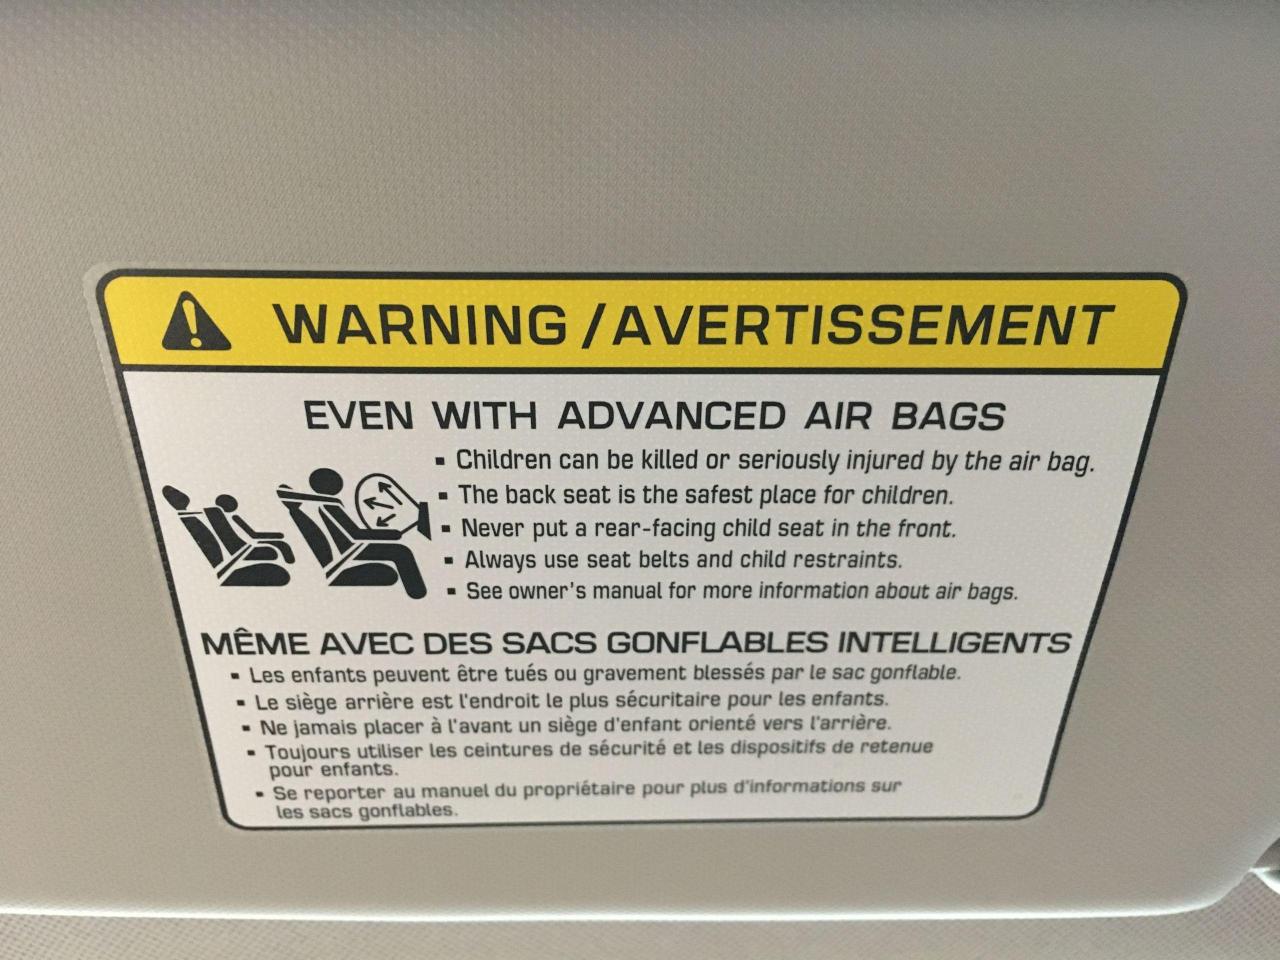 WARNING / AVERTISSEMENT
EVEN WITH ADVANCED AIR BAGS
▪ Children can be killed or seriously injured by the air bag.
▪ The back seat is the safest place for children.
▪ Never put a rear-facing child seat in the front.
▪ Always use seat belts and child restraints.
▪ See owner's manual for more information about air bags.
MÊME AVEC DES SACS GONFLABLES INTELLIGENTS
▪ Les enfants peuvent être tués ou gravement blessés par le sac gonflable.
▪ Le siège arrière est l'endroit le plus sécuritaire pour les enfants.
▪ Ne jamais placer à l'avant un siège d'enfant orienté vers l'arrière.
▪ Toujours utiliser les ceintures de sécurité et les dispositifs de retenue
pour enfants.
▪ Se reporter au manuel du propriétaire pour plus d'informations sur
les sacs gonflables.